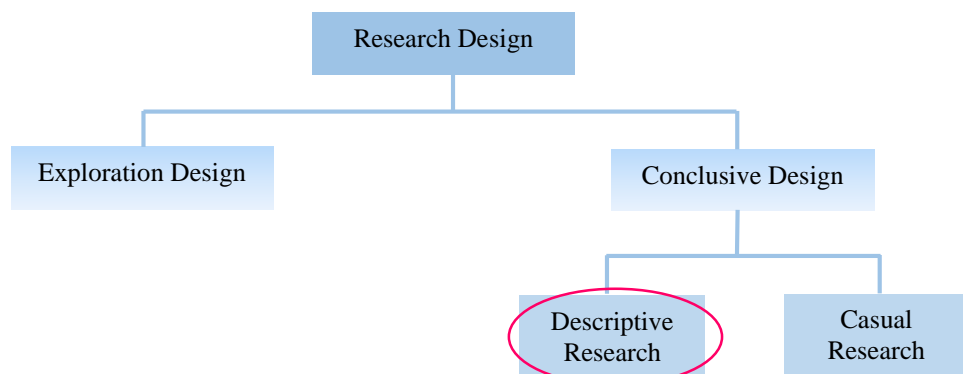 Research Design
Exploration Design
Conclusive Design
Descriptive
Research
Casual
Research